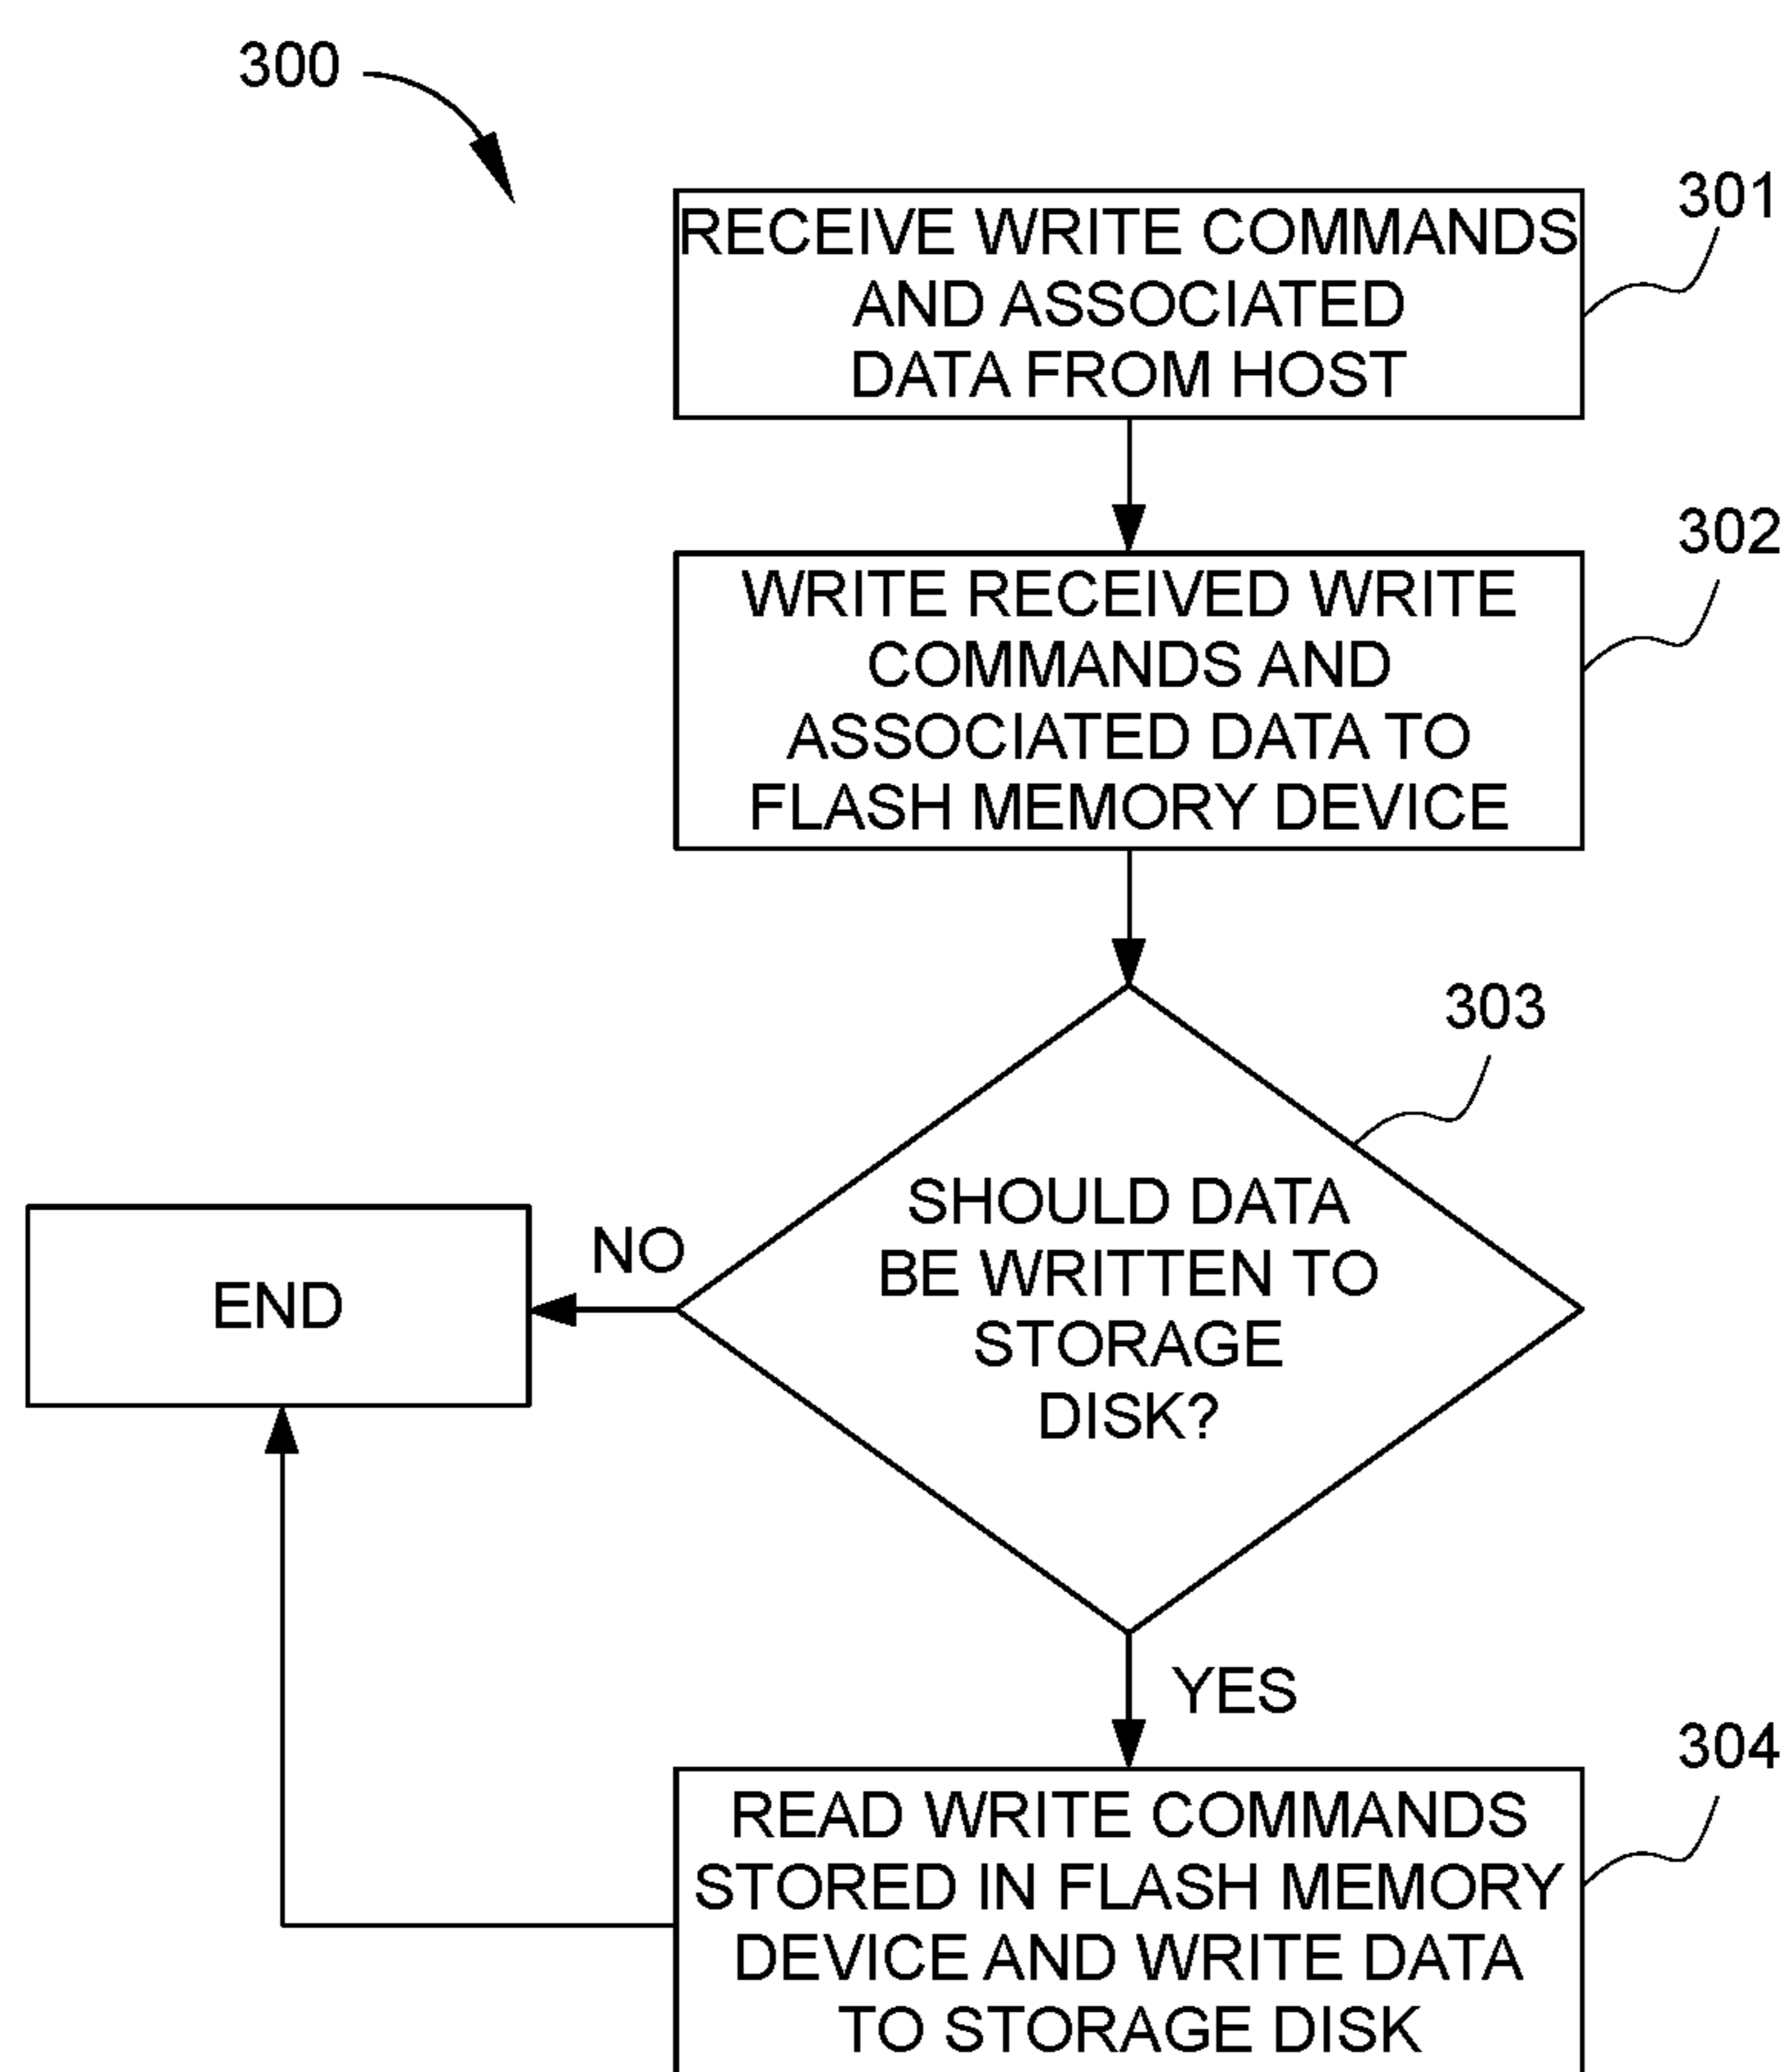 300
301
RECEIVE WRITE COMMANDS
AND ASSOCIATED
DATA FROM HOST
302
WRITE RECEIVED WRITE
COMMANDS AND
ASSOCIATED DATA TO
FLASH MEMORY DEVICE
303
SHOULD DATA
BE WRITTEN TO
STORAGE
DISK?
NO
END
YES
304
READ WRITE COMMANDS
STORED IN FLASH MEMORY
DEVICE AND WRITE DATA
TO STORAGE DISK